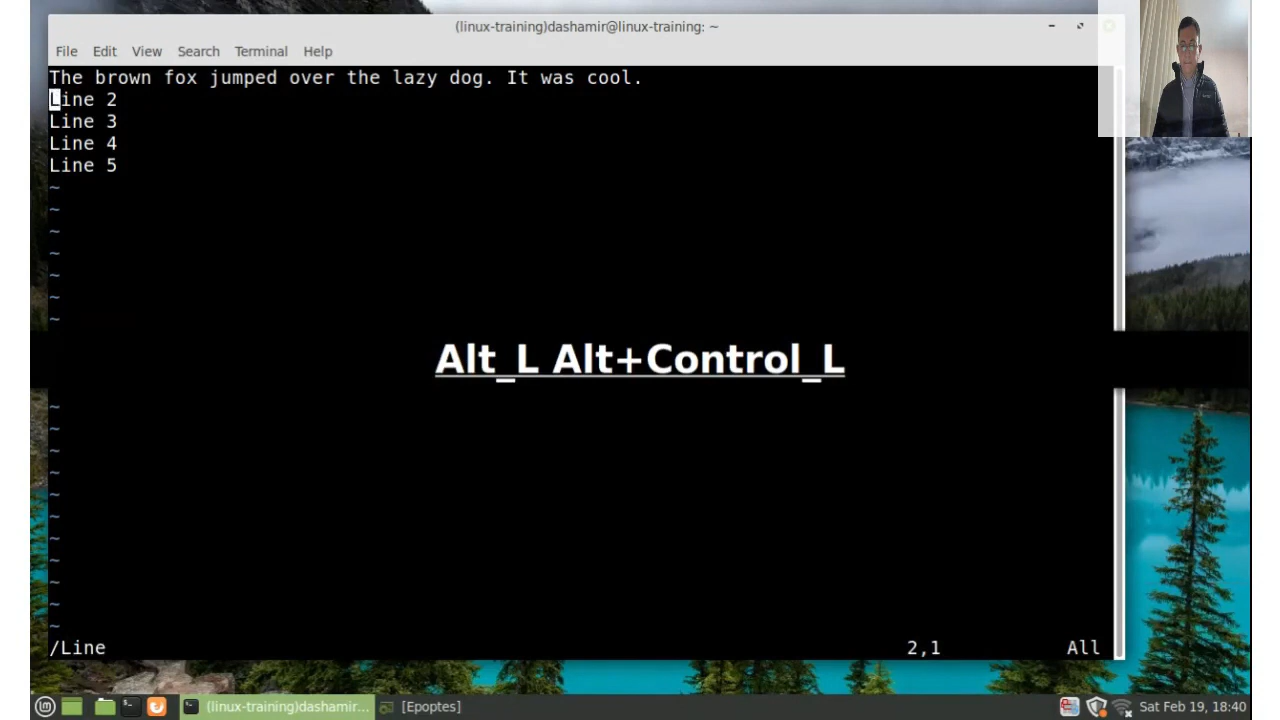 (linux-training)dashamir@linux-training: ~
File Edit View Search Terminal Help
The brown fox jumped over the lazy dog. It was cool.
Line 2
Line 3
Line 4
Line 5
~
~
~
~
~
~
~
Alt_L Alt+Control_L
~
~
~
~
~
~
~
~
~
~
~
/Line 2,1 All
(linux-training)dashamir... [Epoptes] Sat Feb 19, 18:40